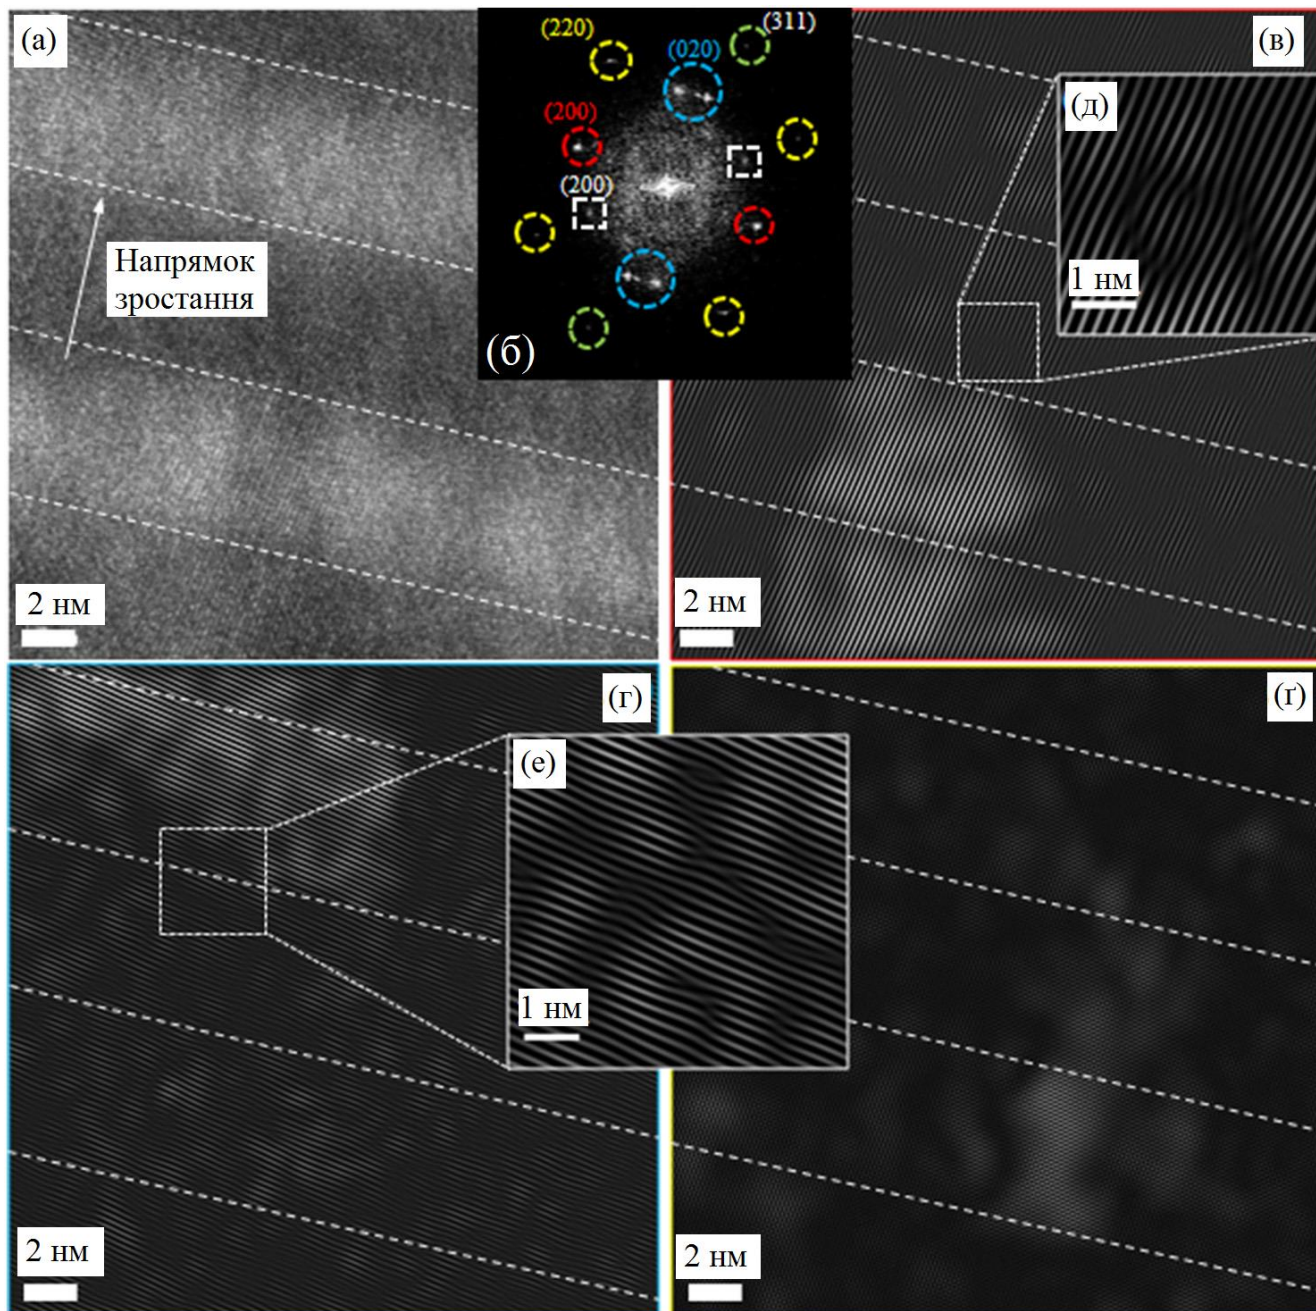 (а)
(220)
(020)
(311)
(200)
(200)
(б)
(в)
(д)
1 нм
Напрямок
зростання
2 нм
2 нм
(г)
(е)
1 нм
(ґ)
2 нм
2 нм